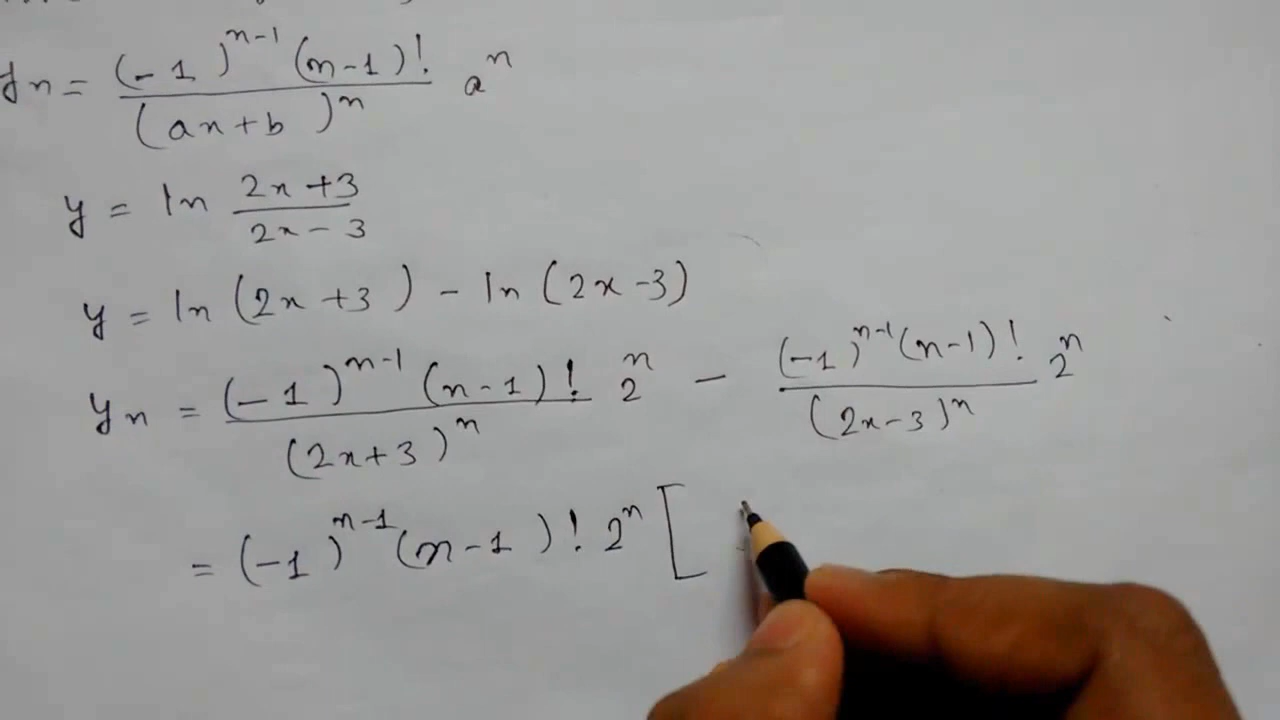 yn = (-1)^(n-1) (n-1)! / (ax+b)^n a^n
y = ln (2x+3)/(2x-3)
y = ln (2x+3) - ln (2x-3)
yn = (-1)^(n-1) (n-1)! / (2x+3)^n 2^n - (-1)^(n-1) (n-1)! / (2x-3)^n 2^n
= (-1)^(n-1) (n-1)! 2^n [